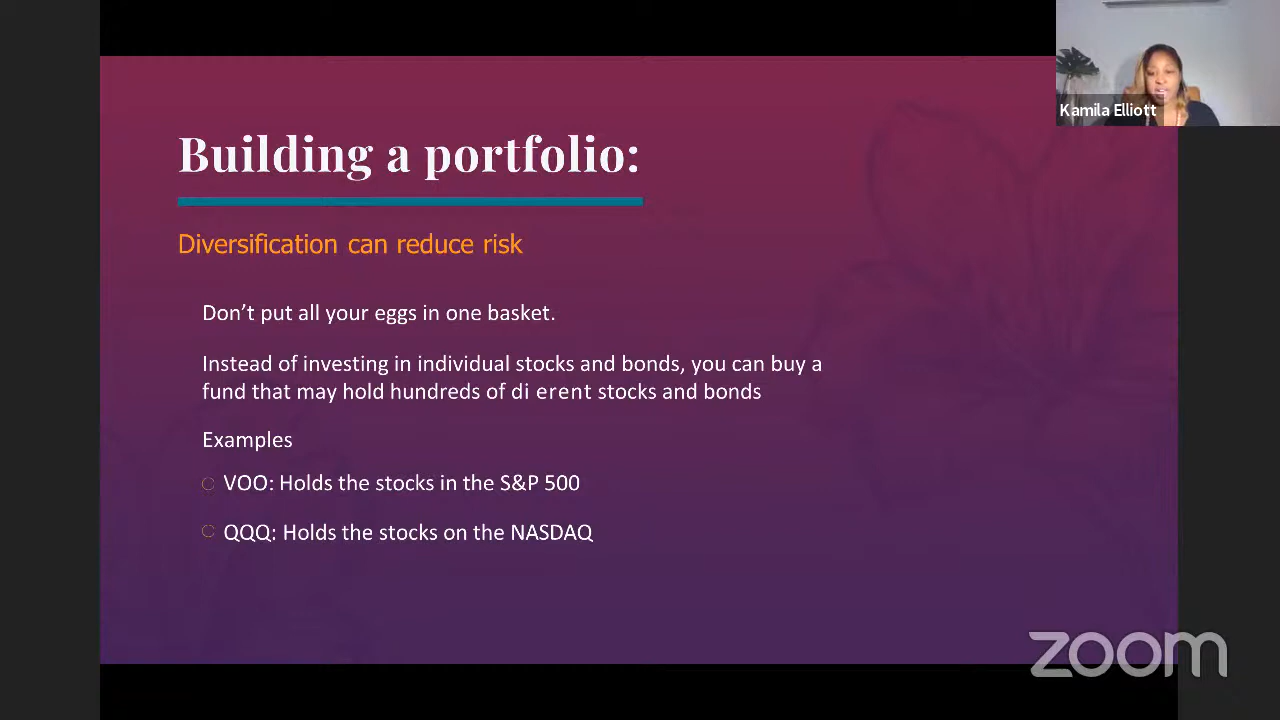 Kamila Elliott
Building a portfolio:
Diversification can reduce risk
Don’t put all your eggs in one basket.
Instead of investing in individual stocks and bonds, you can buy a
fund that may hold hundreds of di erent stocks and bonds
Examples
VOO: Holds the stocks in the S&P 500
QQQ: Holds the stocks on the NASDAQ
zoom